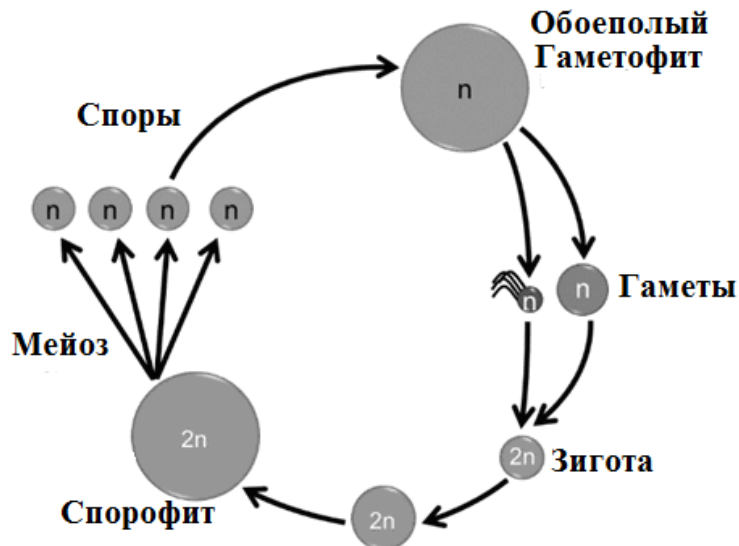 Обоеполый
Гаметофит
n
Споры
n n n n
n n Гаметы
Мейоз
2n
2n Зигота
Спорофит
2n